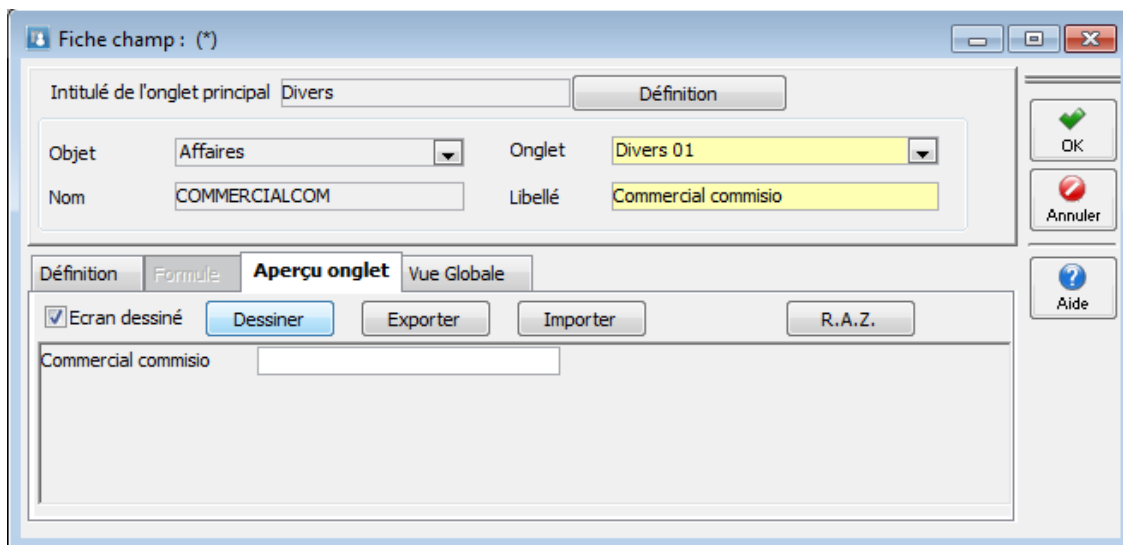 Fiche champ : (*)
Intitulé de l'onglet principal Divers Définition
Objet Affaires Onglet Divers 01
Nom COMMERCIALCOM Libellé Commercial commisio
OK
Annuler
Aide
Définition Formule Aperçu onglet Vue Globale
Ecran dessiné Dessiner Exporter Importer R.A.Z.
Commercial commisio